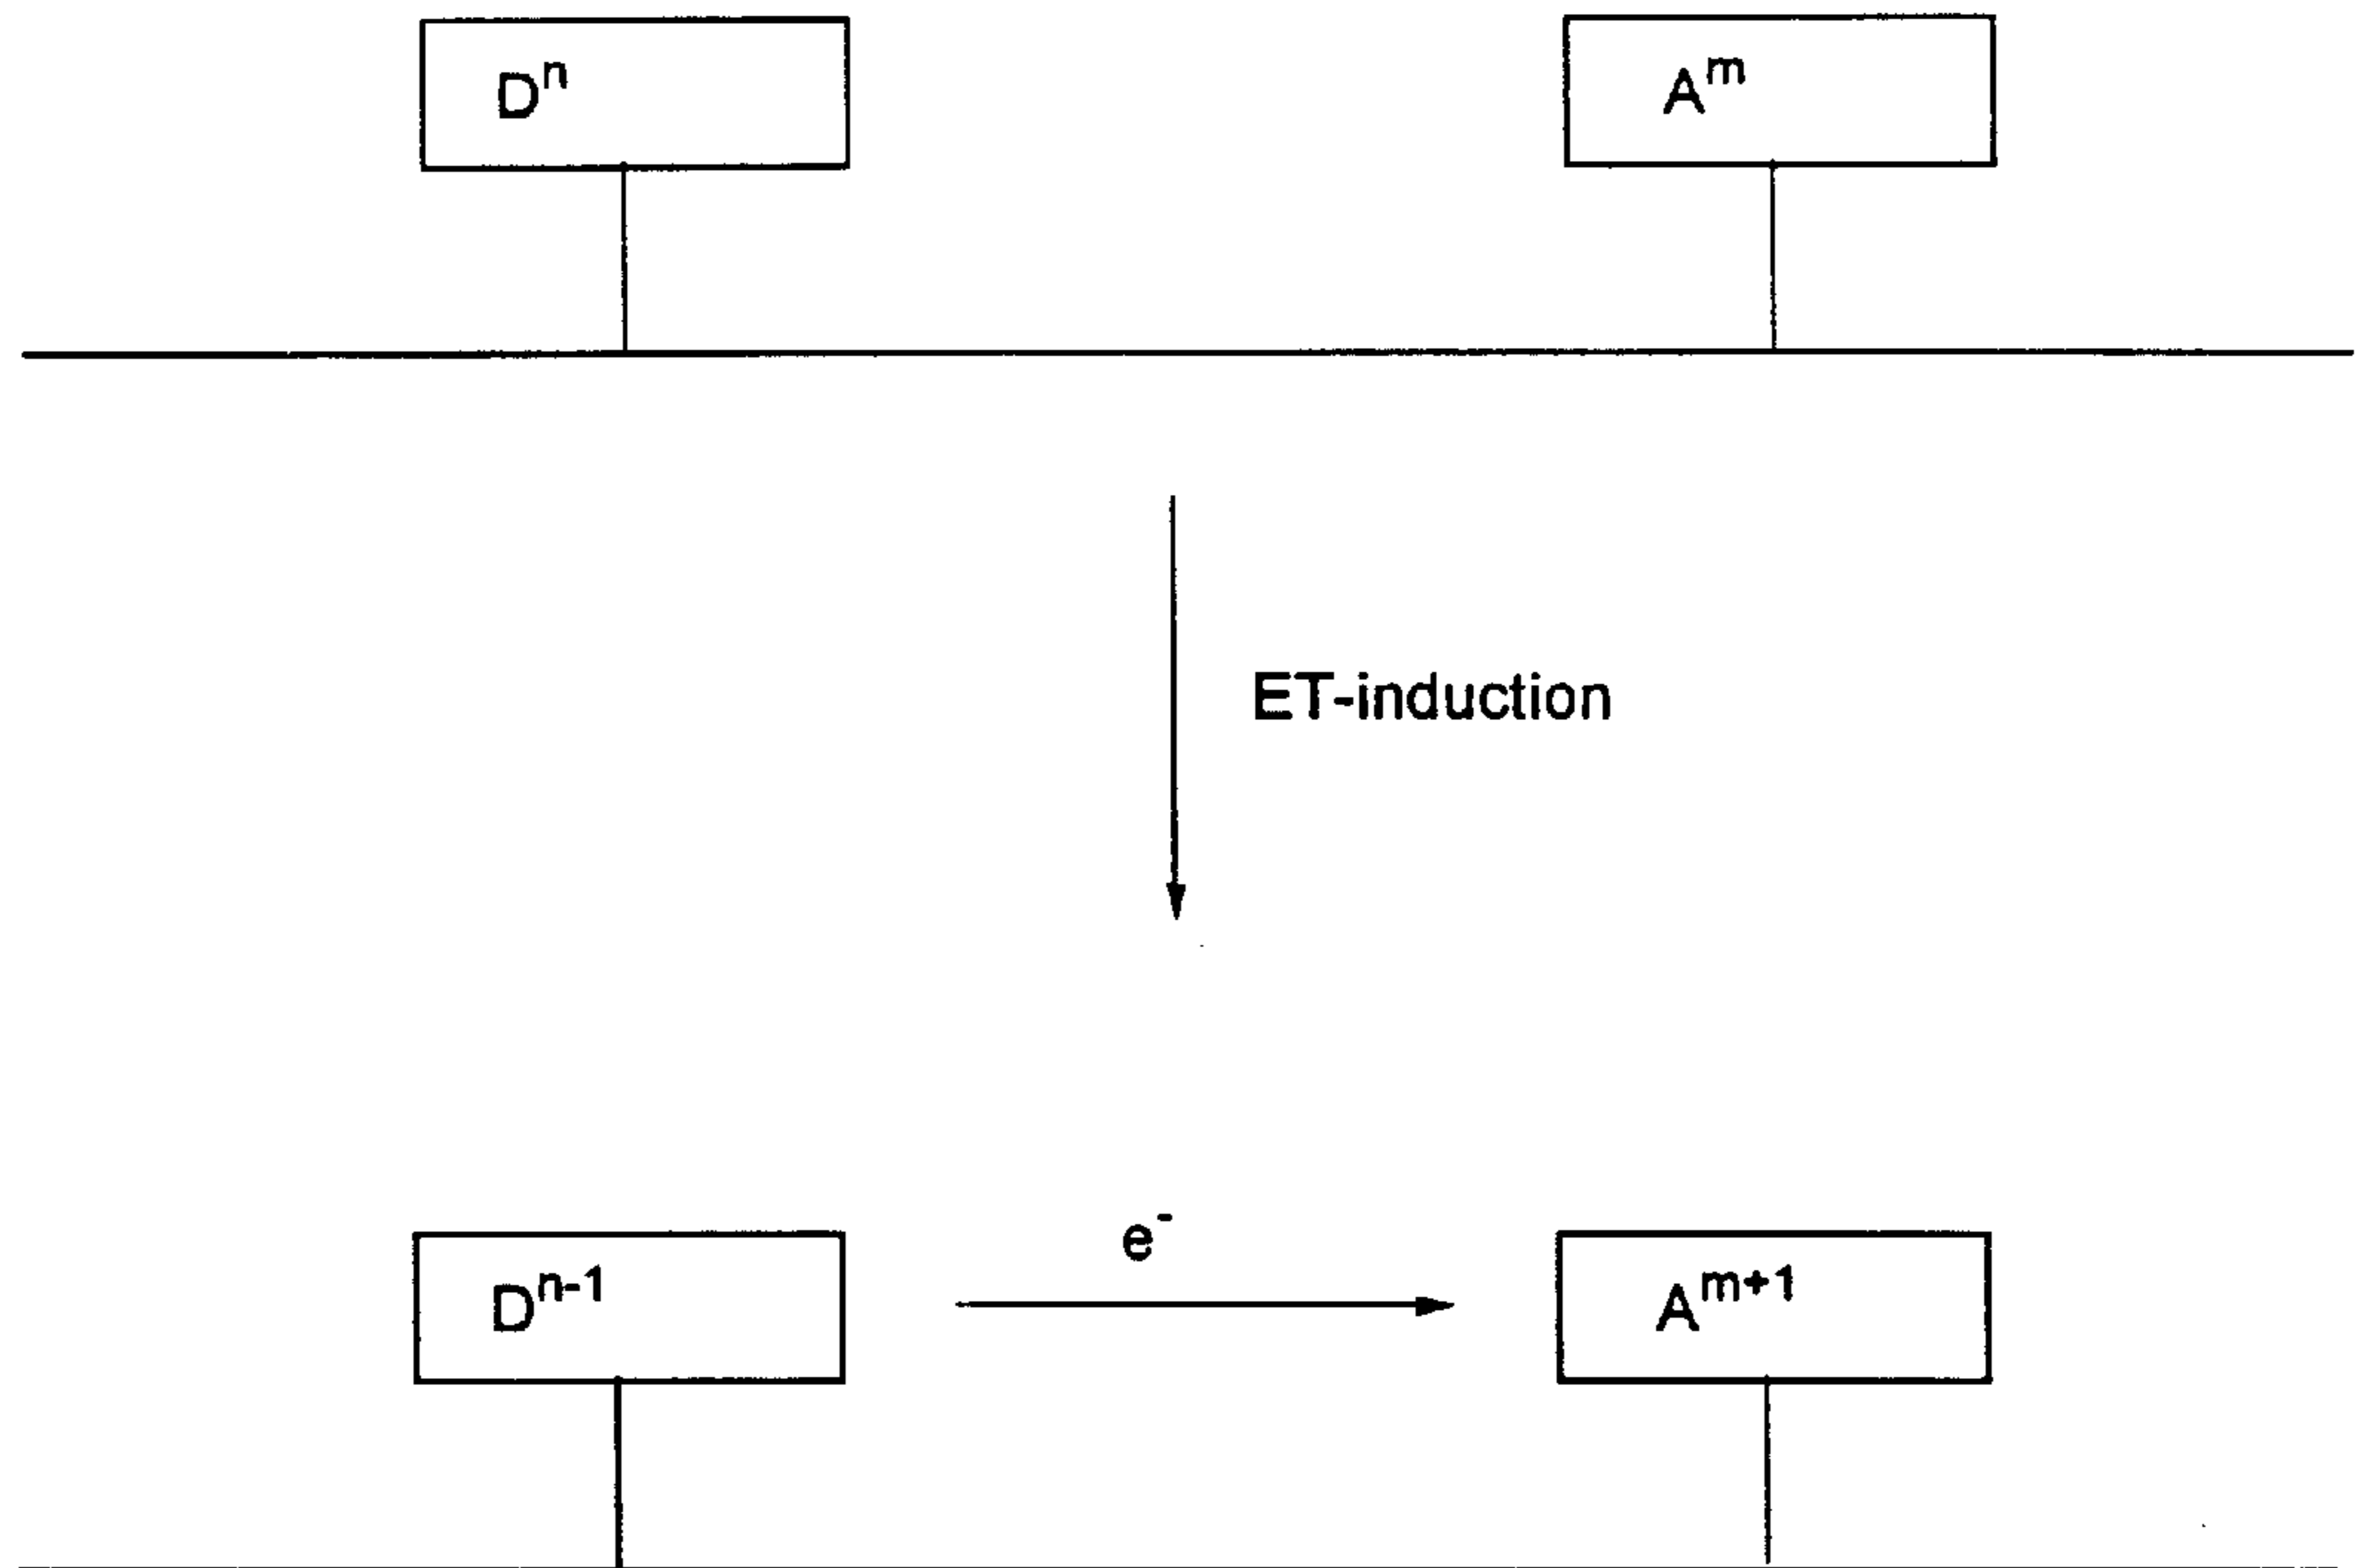 Dⁿ Aᵐ
ET-induction
e⁻
Dⁿ⁻¹ Aᵐ⁺¹